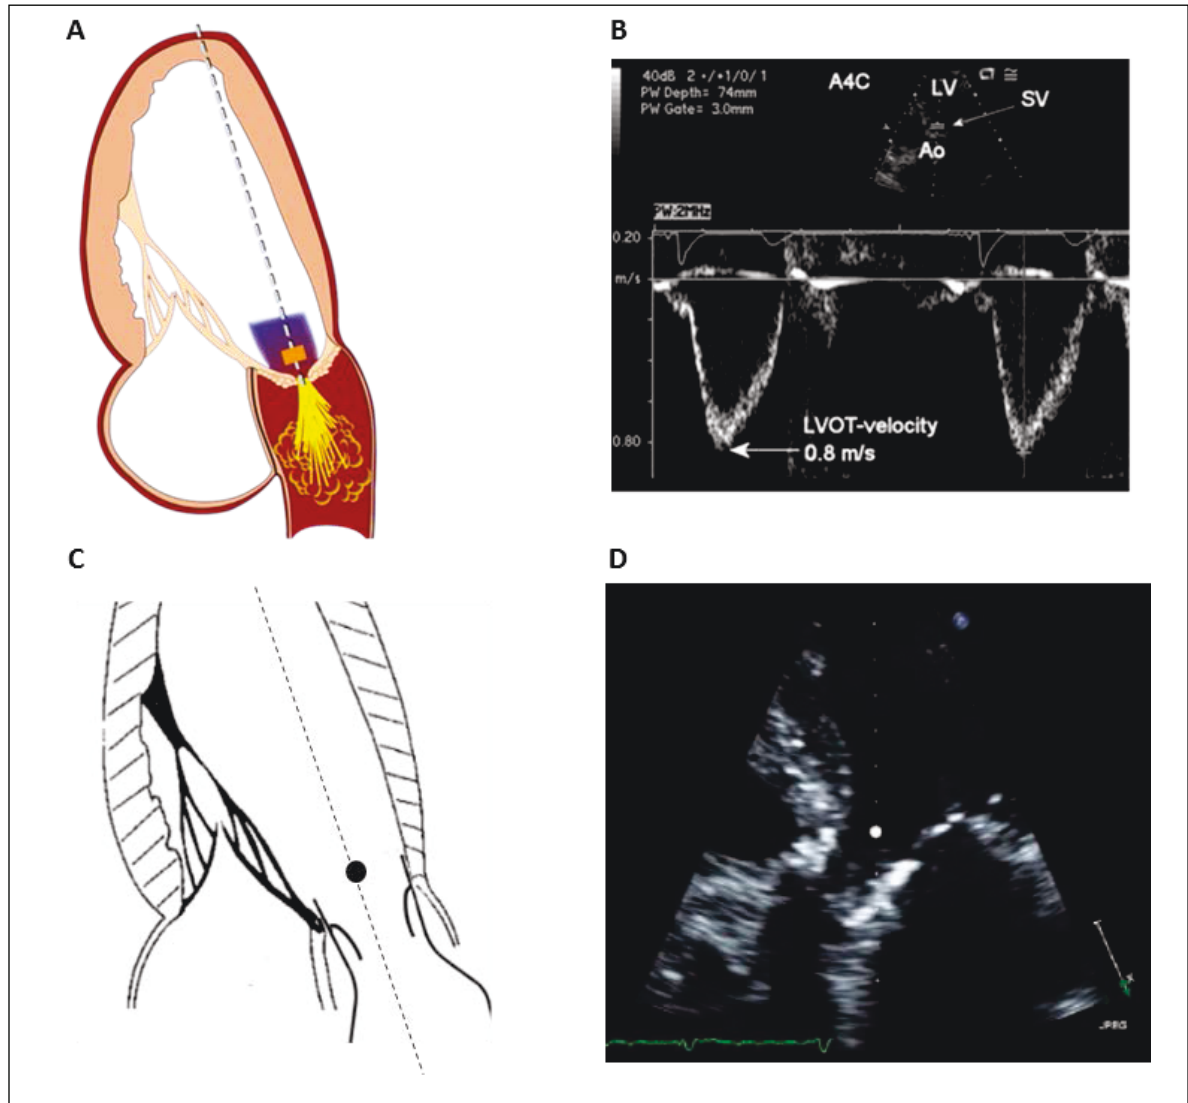 A
B
40dB 2 •/•1/0/ 1
PW Depth= 74mm
PW Gate= 3.0mm
A4C
LV
SV
Ao
PW:2MHz
0.20
m/s
LVOT-velocity
0.8 m/s
0.80
C
D
JPEG